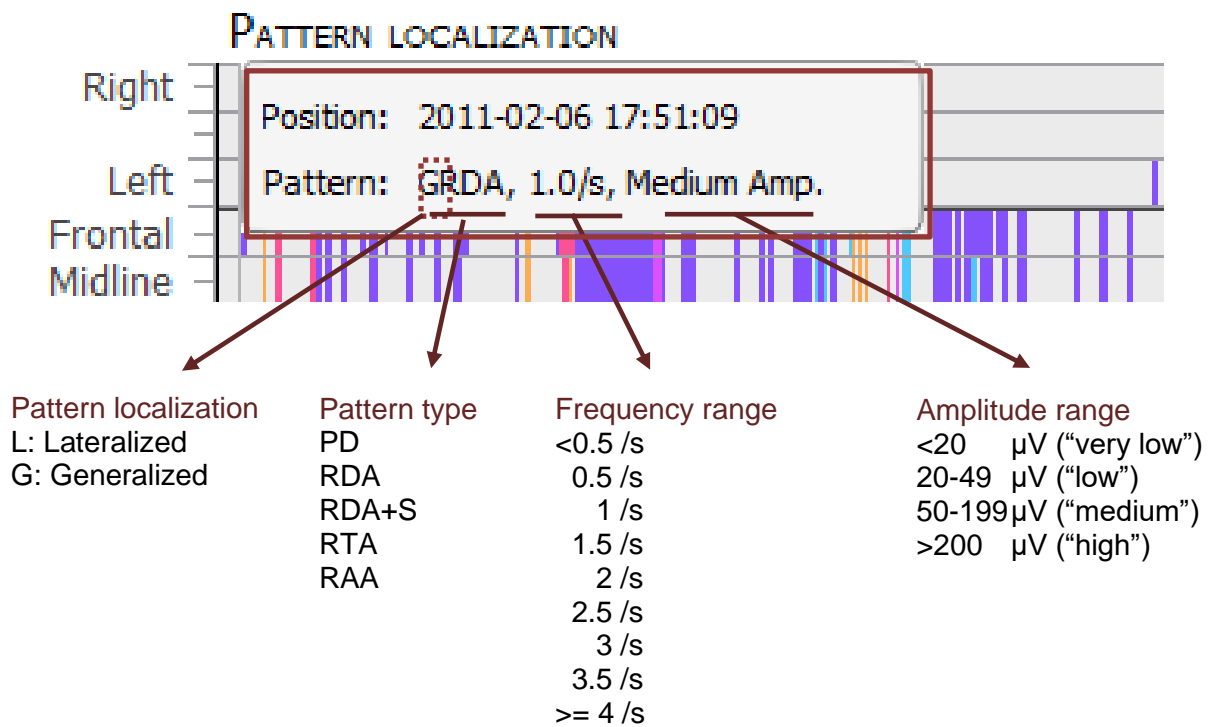 PATTERN LOCALIZATION
Right
Position: 2011-02-06 17:51:09
Left
Pattern: GRDA, 1.0/s, Medium Amp.
Frontal
Midline
Pattern localization
L: Lateralized
G: Generalized
Pattern type
PD
RDA
RDA+S
RTA
RAA
Frequency range
<0.5 /s
0.5 /s
1 /s
1.5 /s
2 /s
2.5 /s
3 /s
3.5 /s
>= 4 /s
Amplitude range
<20 µV (“very low”)
20-49 µV (“low”)
50-199µV (“medium”)
>200 µV (“high”)